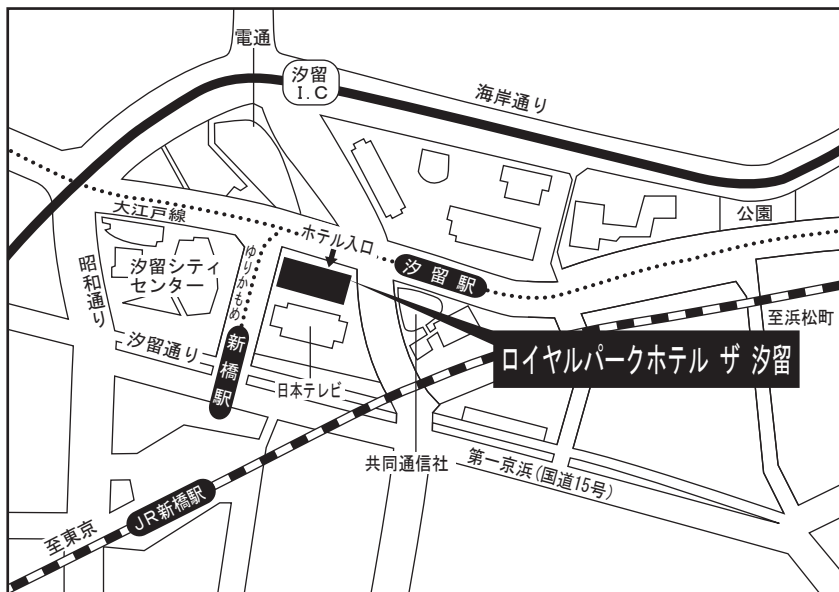 電通
汐留
I.C
海岸通り
公園
大江戸線
ホテル入口
汐留シティ
センター
昭和通り
ゆりかもめ
汐留駅
至浜松町
汐留通り
新橋駅
日本テレビ
ロイヤルパークホテル ザ 汐留
共同通信社
第一京浜(国道15号)
JR新橋駅
至東京